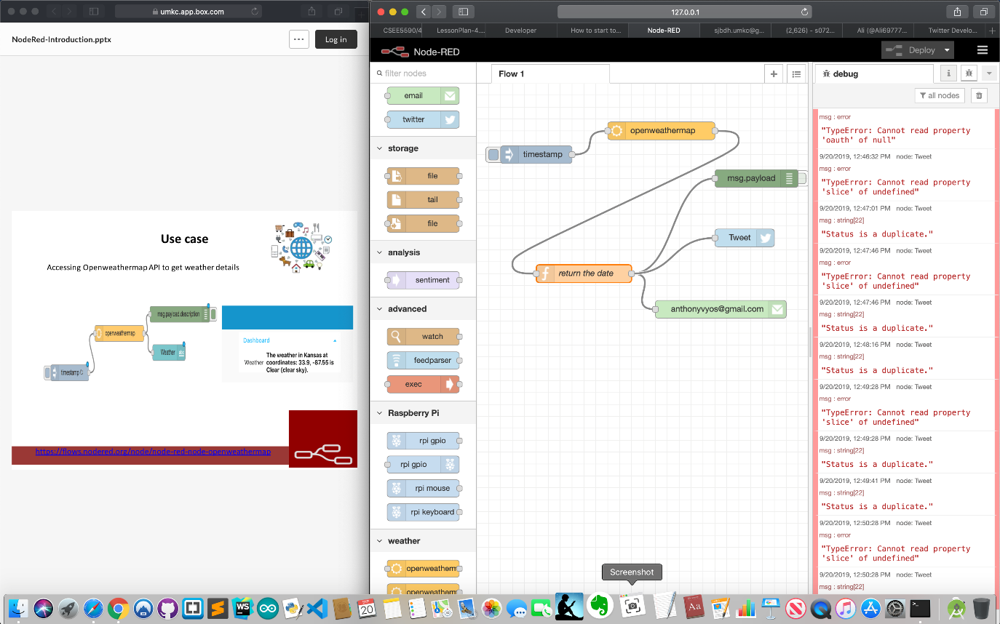 umkc.app.box.com
NodeRed-Introduction.pptx
...
Log in
Use case
Accessing Openweathermap API to get weather details
msg.payload.description
openweathermap
Weather
timestamp ↻
Dashboard
Weather
The weather in Kansas at
coordinates: 33.9, -87.55 is
Clear (clear sky).
https://flows.nodered.org/node/node-red-node-openweathermap
127.0.0.1
CSEE5590/4
LessonPlan-4...
Developer
How to start to...
Node-RED
sjbdh.umkc@g...
(2,626) - s072...
Ali (@Ali69777...
Twitter Develo...
Node-RED
Deploy
filter nodes
email
twitter
storage
file
tail
file
analysis
sentiment
advanced
watch
feedparser
exec
Raspberry Pi
rpi gpio
rpi gpio
rpi mouse
rpi keyboard
weather
openweatherm
openweatherm
Flow 1
openweathermap
timestamp
msg.payload
Tweet
return the date
anthonyvyos@gmail.com
debug
i
all nodes
msg : error
"TypeError: Cannot read property
'oauth' of null"
9/20/2019, 12:46:32 PM node: Tweet
msg : error
"TypeError: Cannot read property
'slice' of undefined"
9/20/2019, 12:47:01 PM node: Tweet
msg : string[22]
"Status is a duplicate."
9/20/2019, 12:47:46 PM node: Tweet
msg : error
"TypeError: Cannot read property
'slice' of undefined"
9/20/2019, 12:47:46 PM node: Tweet
msg : string[22]
"Status is a duplicate."
9/20/2019, 12:48:16 PM node: Tweet
msg : string[22]
"Status is a duplicate."
9/20/2019, 12:49:28 PM node: Tweet
msg : error
"TypeError: Cannot read property
'slice' of undefined"
9/20/2019, 12:49:28 PM node: Tweet
msg : string[22]
"Status is a duplicate."
9/20/2019, 12:49:41 PM node: Tweet
msg : string[22]
"Status is a duplicate."
9/20/2019, 12:50:28 PM node: Tweet
msg : error
"TypeError: Cannot read property
'slice' of undefined"
9/20/2019, 12:50:28 PM node: Tweet
msg : string[22]
Screenshot
WS
SEP
20
Aa